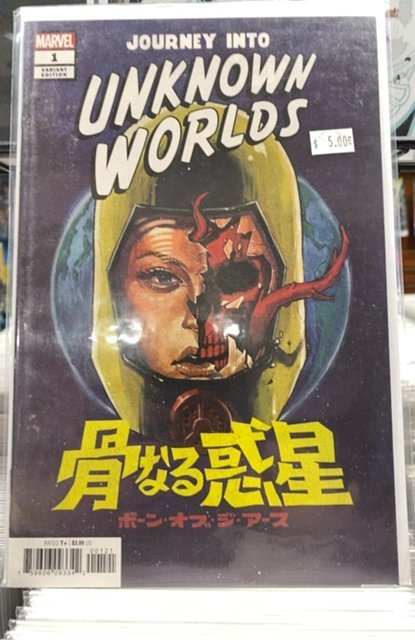 MARVEL
1
VARIANT
EDITION
JOURNEY INTO
UNKNOWN
WORLDS
$ 5.00
骨なる惑星
ボーン・オブ・ジ・アース
RATED T+ $3.99 US
00121